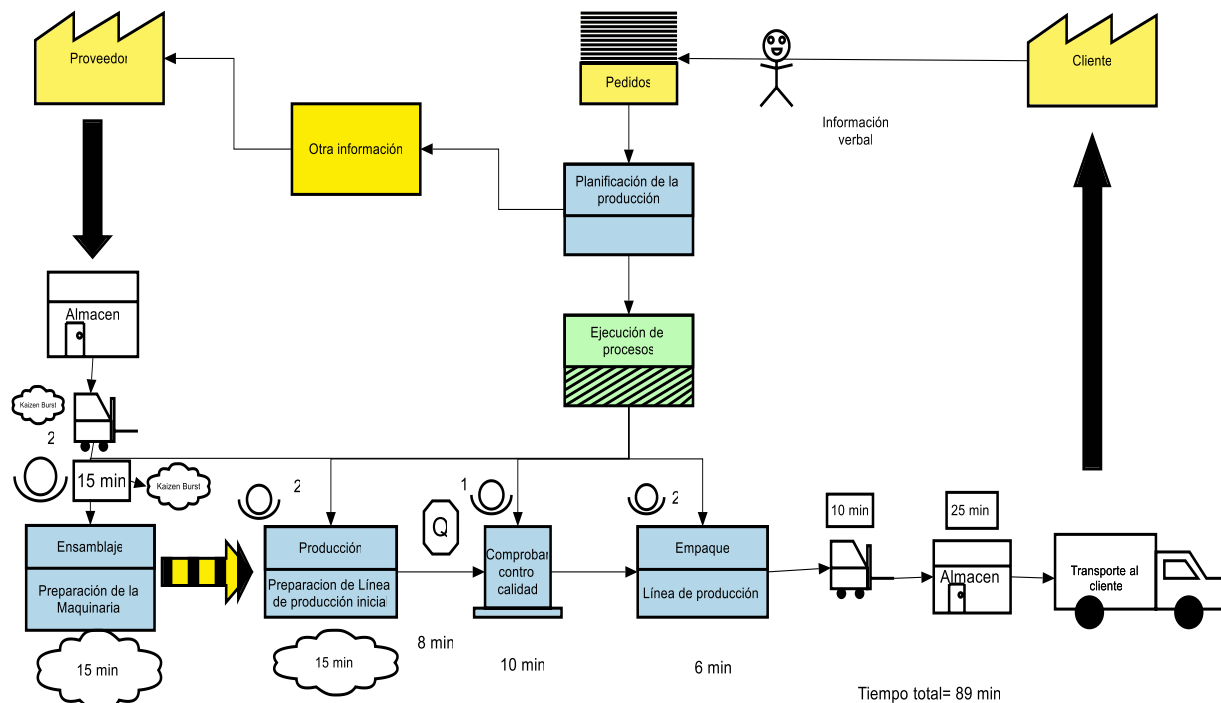 Proveedor
Pedidos
Cliente
Información
verbal
Otra información
Planificación de la
producción
Almacen
Ejecución de
procesos
Kaizen Burst
2
15 min
Kaizen Burst
2
1
2
Q
10 min
25 min
Ensamblaje
Preparación de la
Maquinaria
Producción
Preparacion de Línea
de producción inicial
Comprobar
contro
calidad
Empaque
Línea de producción
Almacen
Transporte al
cliente
15 min
15 min
8 min
10 min
6 min
Tiempo total= 89 min